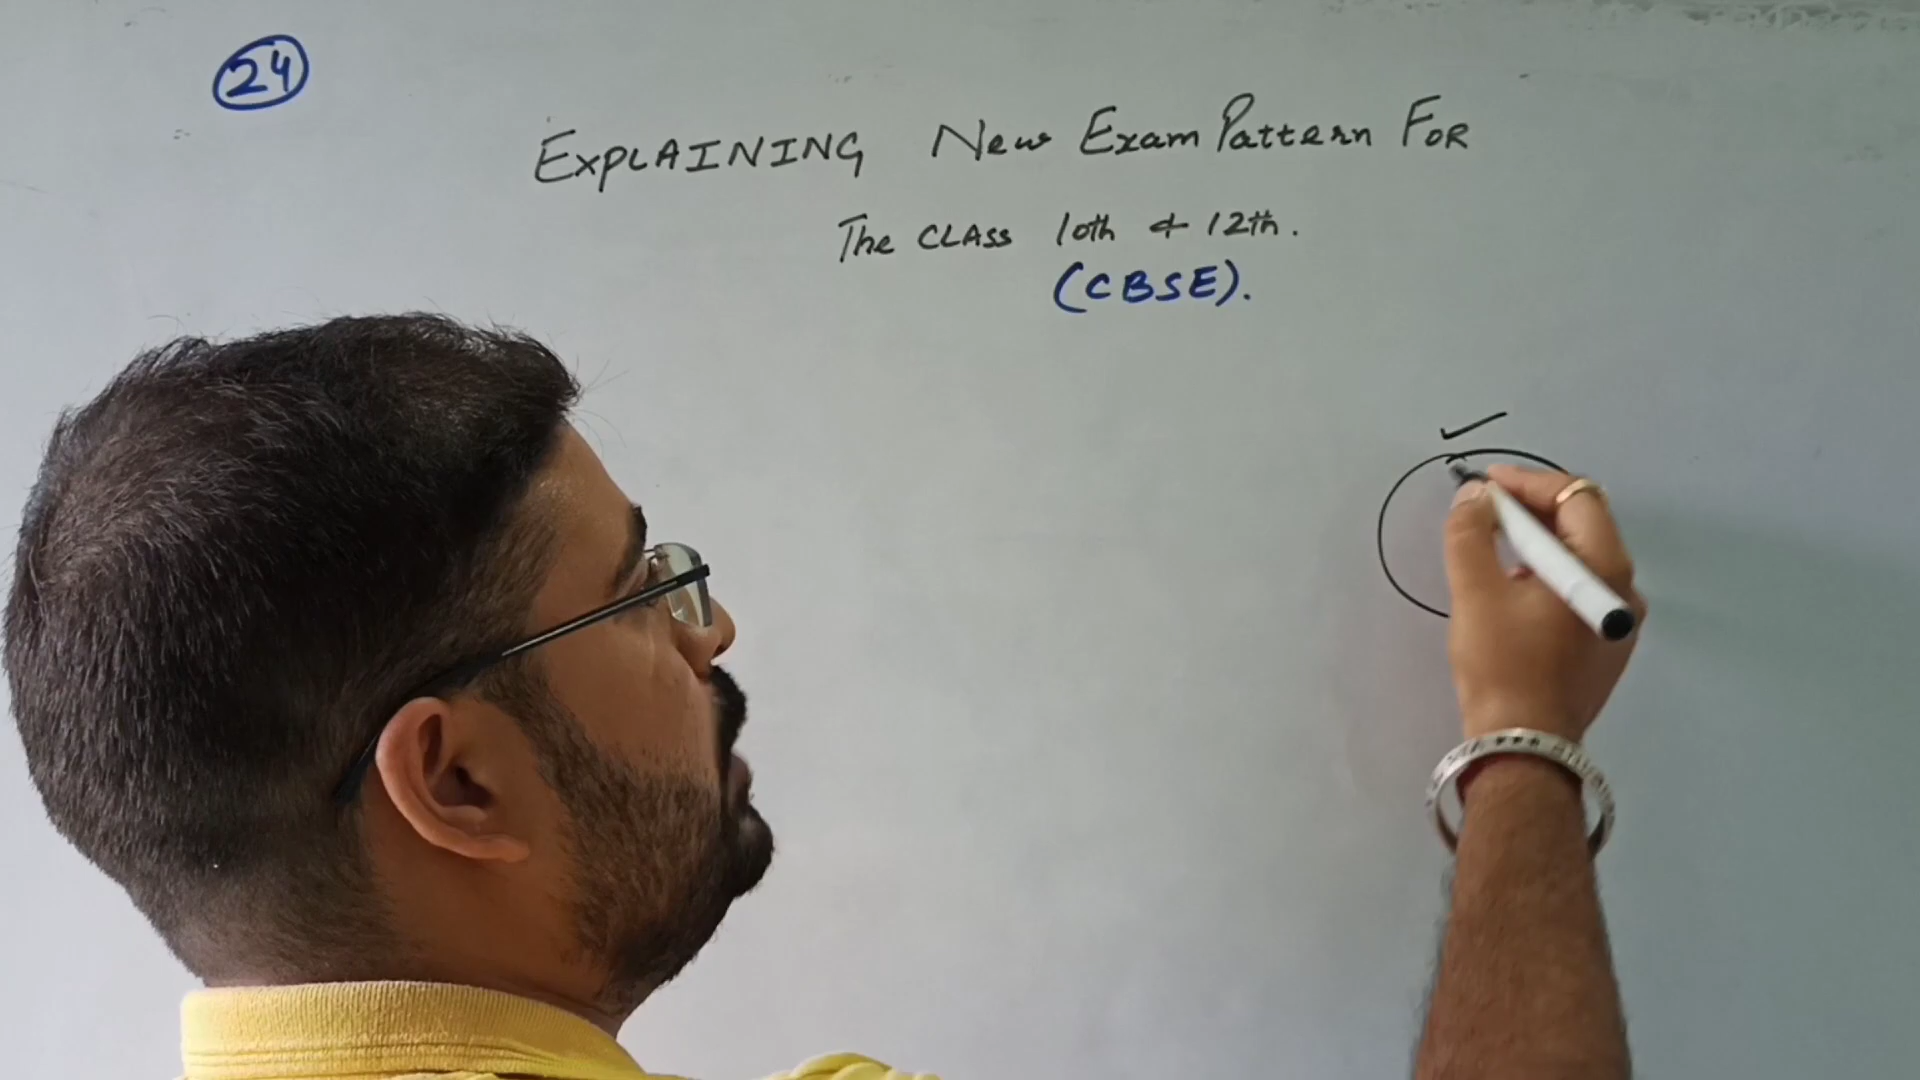 24
EXPLAINING New Exam Pattern FOR
The CLASS 10th & 12th.
(CBSE).